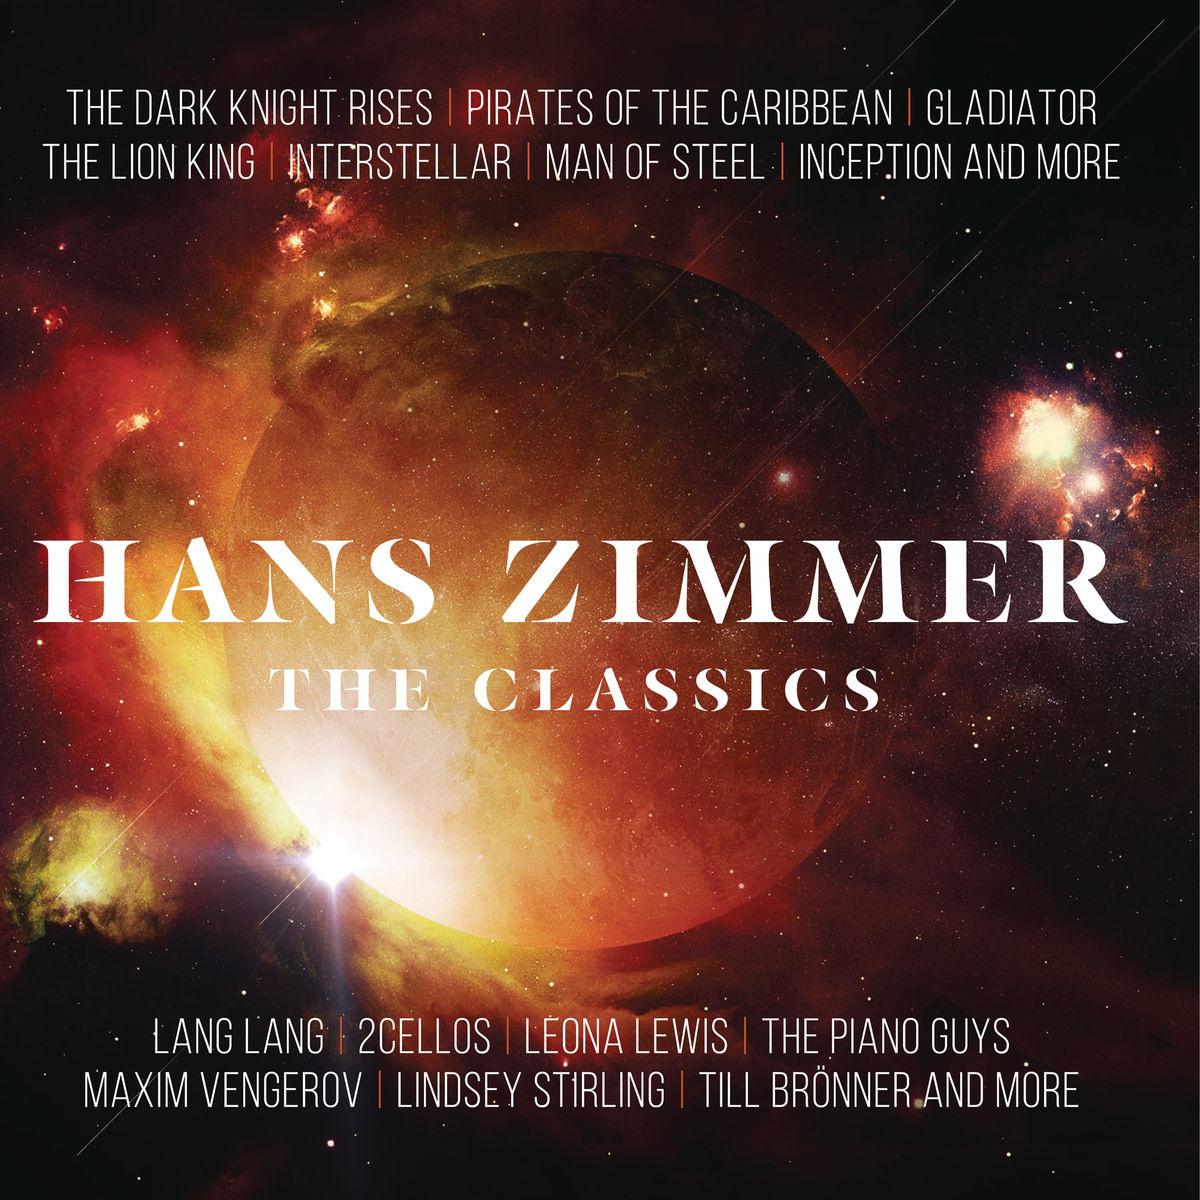 THE DARK KNIGHT RISES | PIRATES OF THE CARIBBEAN | GLADIATOR
THE LION KING | INTERSTELLAR | MAN OF STEEL | INCEPTION AND MORE
HANS ZIMMER
THE CLASSICS
LANG LANG | 2CELLOS | LEONA LEWIS | THE PIANO GUYS
MAXIM VENGEROV | LINDSEY STIRLING | TILL BRÖNNER AND MORE